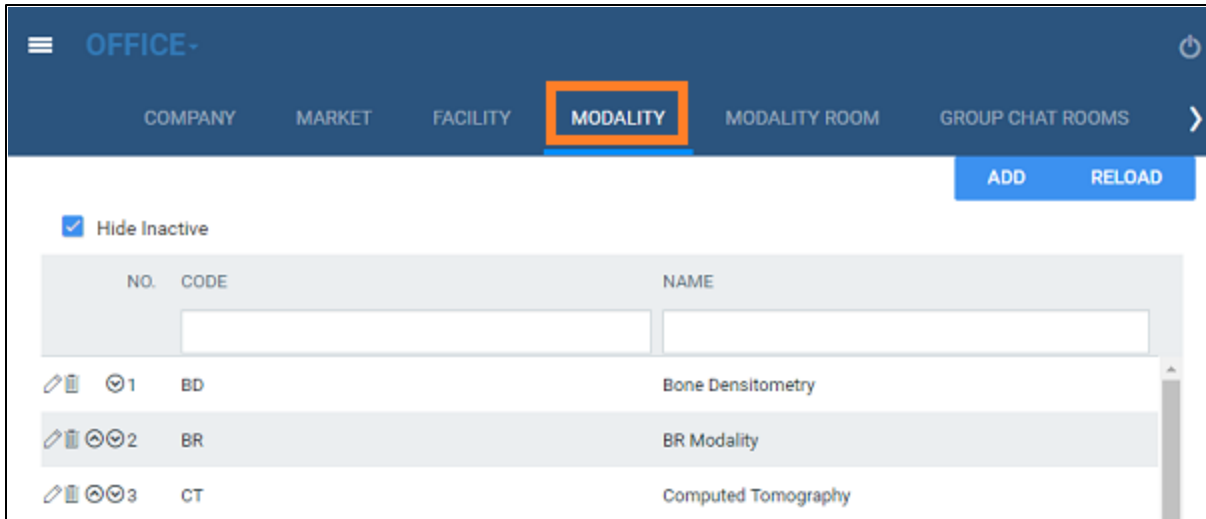 OFFICE
COMPANY MARKET FACILITY MODALITY MODALITY ROOM GROUP CHAT ROOMS
ADD RELOAD
Hide Inactive
NO. CODE NAME
1 BD Bone Densitometry
2 BR BR Modality
3 CT Computed Tomography